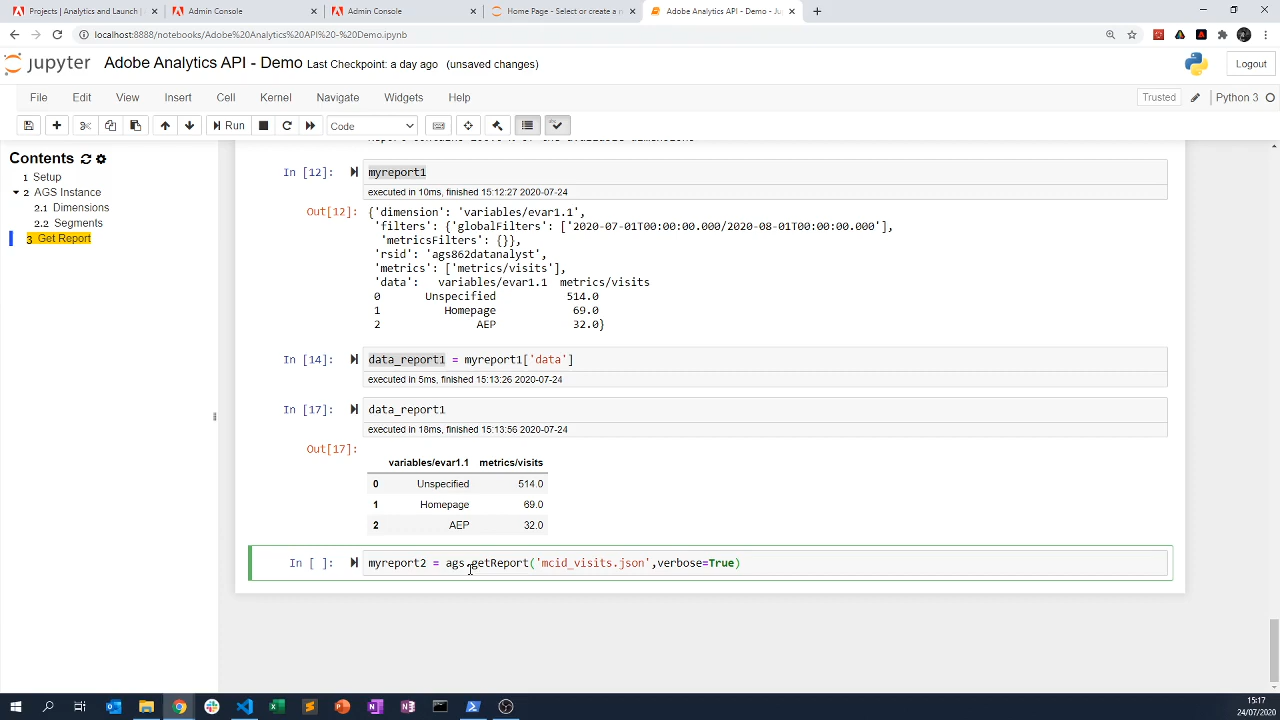 Projects | Analytics and Launch |
Admin Console
Admin Console
Home Page - Select or create a n
Adobe Analytics API - Demo - Ju
localhost:8888/notebooks/Adobe%20Analytics%20API%20-%20Demo.ipynb
jupyter Adobe Analytics API - Demo Last Checkpoint: a day ago (unsaved changes)
Logout
File Edit View Insert Cell Kernel Navigate Widgets Help
Trusted
Python 3
Run
Code
Contents
1 Setup
2 AGS Instance
2.1 Dimensions
2.2 Segments
3 Get Report
In [12]: myreport1
executed in 10ms, finished 15:12:27 2020-07-24
Out[12]: {'dimension': 'variables/evar1.1',
'filters': {'globalFilters': ['2020-07-01T00:00:00.000/2020-08-01T00:00:00.000'],
'metricsFilters': {}},
'rsid': 'ags862datanalyst',
'metrics': ['metrics/visits'],
'data': variables/evar1.1 metrics/visits
0 Unspecified 514.0
1 Homepage 69.0
2 AEP 32.0}
In [14]: data_report1 = myreport1['data']
executed in 5ms, finished 15:13:26 2020-07-24
In [17]: data_report1
executed in 18ms, finished 15:13:56 2020-07-24
Out[17]:
variables/evar1.1 metrics/visits
0 Unspecified 514.0
1 Homepage 69.0
2 AEP 32.0
In [ ]: myreport2 = ags.getReport('mcid_visits.json',verbose=True)
15:17
24/07/2020